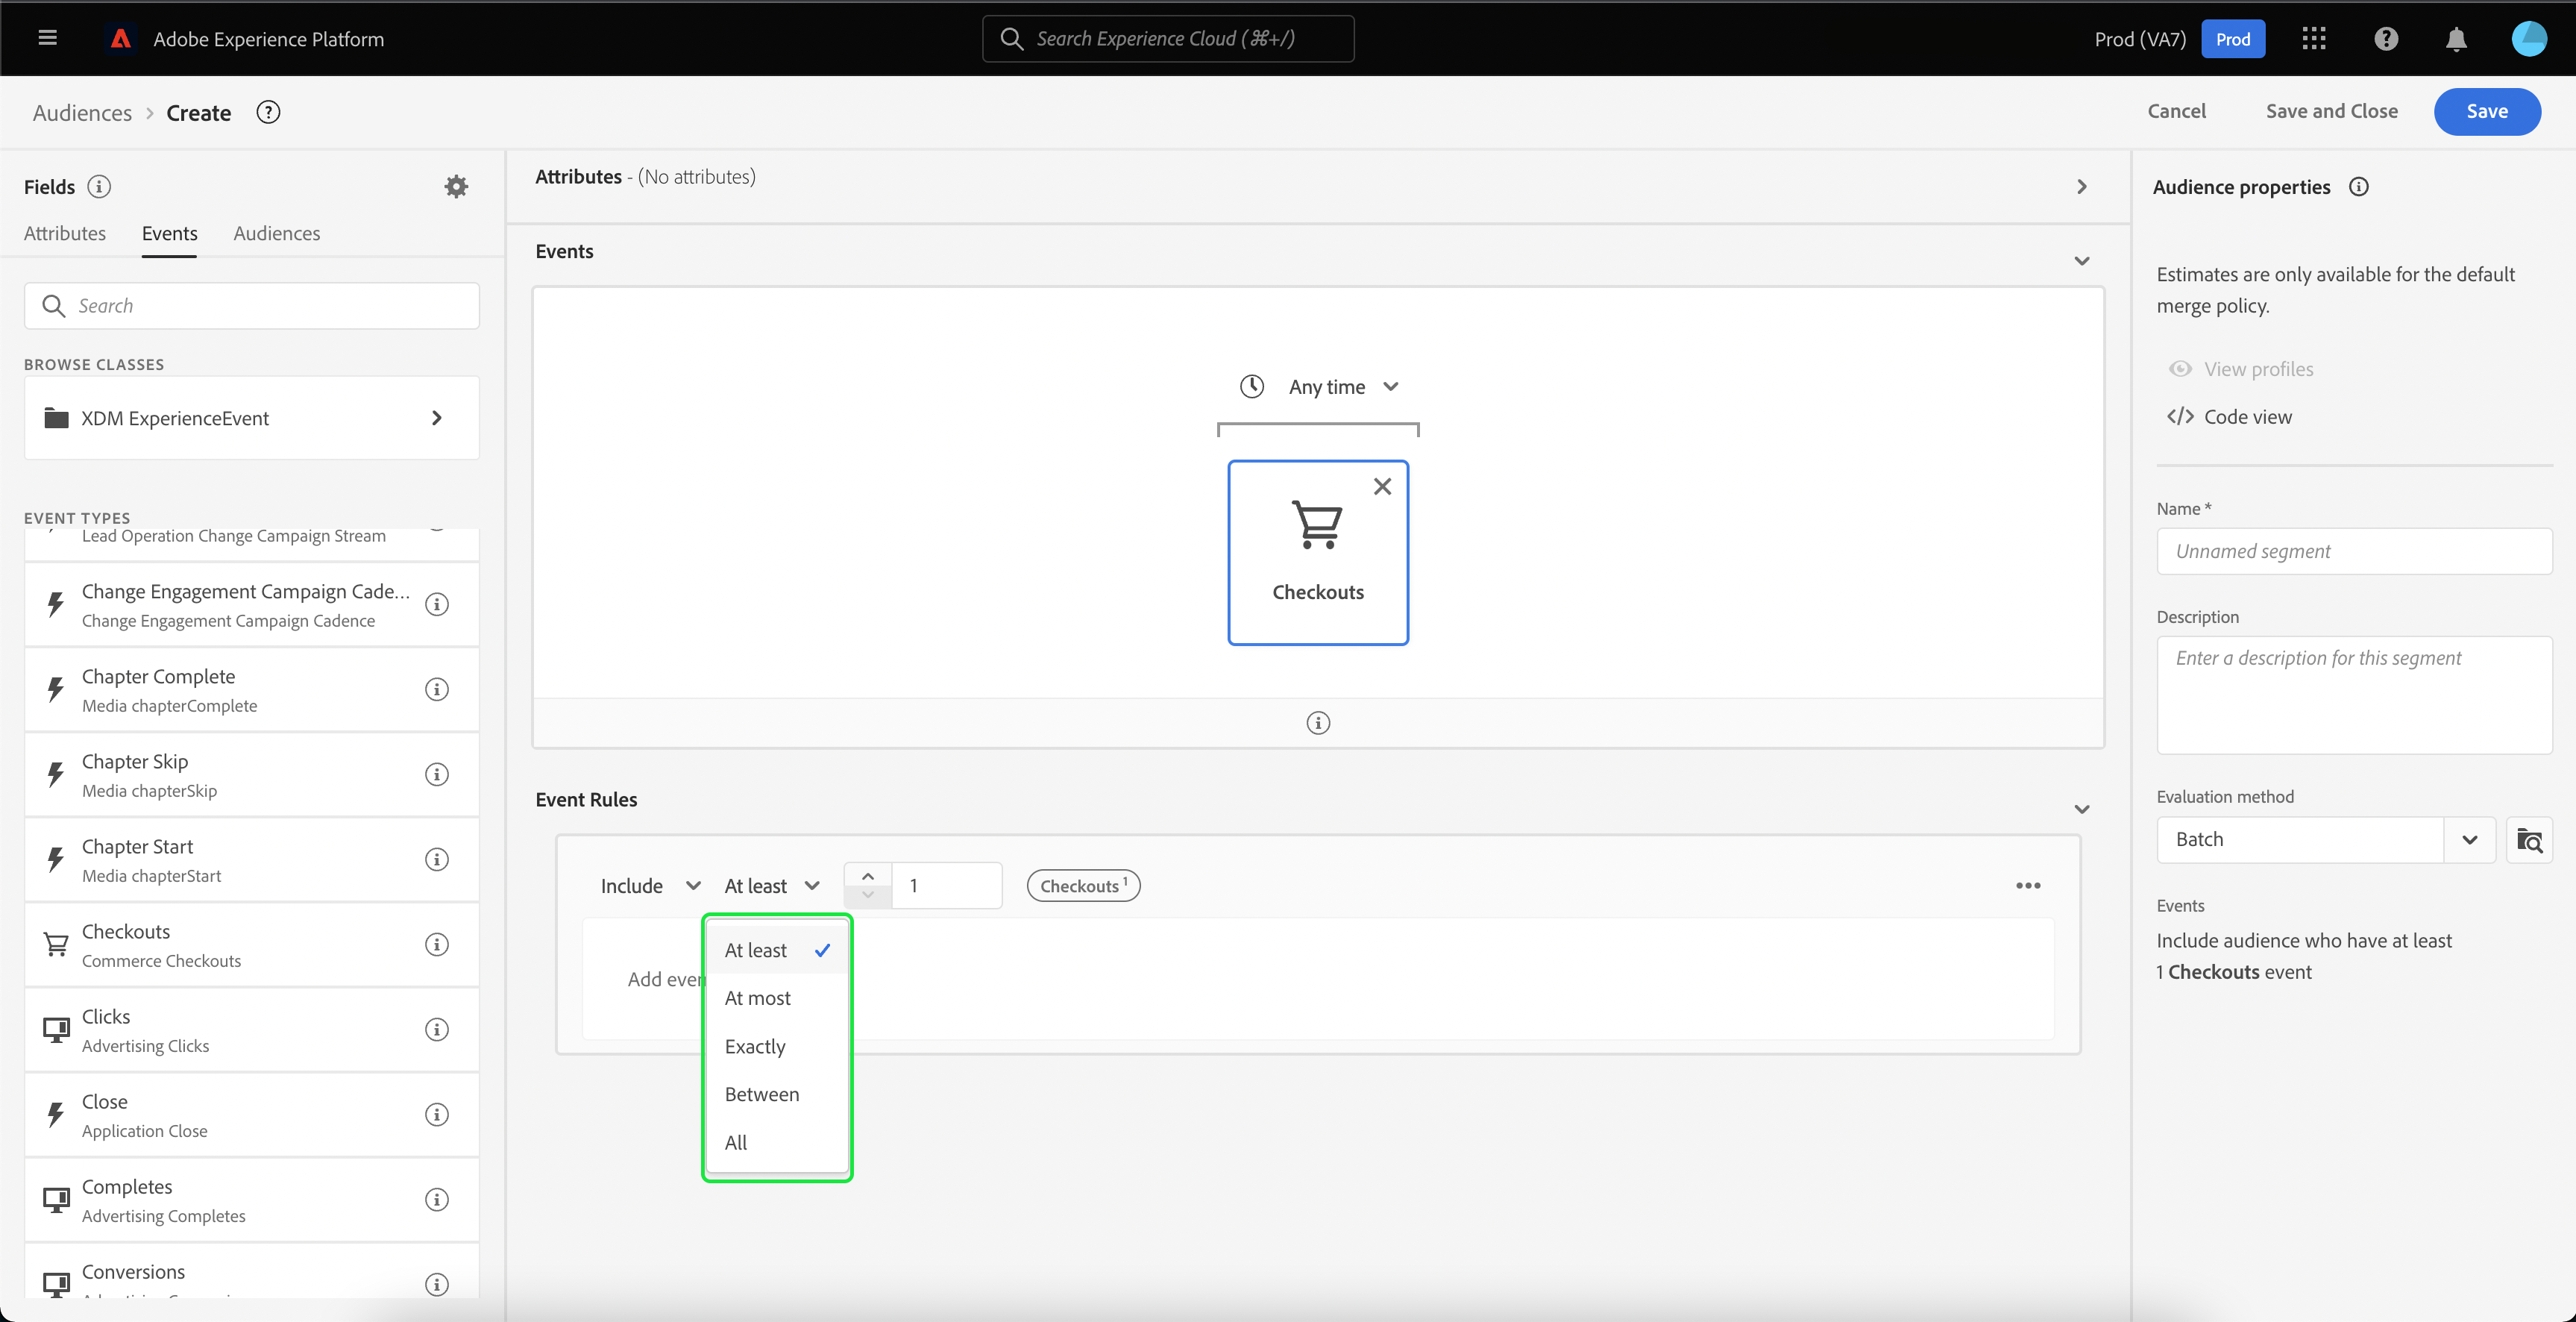 Adobe Experience Platform
Search Experience Cloud (⌘+/)
Prod (VA7)
Prod
Audiences > Create
Cancel
Save and Close
Save
Fields
Attributes
Events
Audiences
Search
BROWSE CLASSES
XDM ExperienceEvent
EVENT TYPES
Lead Operation Change Campaign Stream
Change Engagement Campaign Cade...
Change Engagement Campaign Cadence
Chapter Complete
Media chapterComplete
Chapter Skip
Media chapterSkip
Chapter Start
Media chapterStart
Checkouts
Commerce Checkouts
Clicks
Advertising Clicks
Close
Application Close
Completes
Advertising Completes
Conversions
Attributes - (No attributes)
Events
Any time
Checkouts
Event Rules
Include
At least
1
Checkouts 1
Add
At least
At most
Exactly
Between
All
Audience properties
Estimates are only available for the default
merge policy.
View profiles
</> Code view
Name *
Unnamed segment
Description
Enter a description for this segment
Evaluation method
Batch
Events
Include audience who have at least
1 Checkouts event